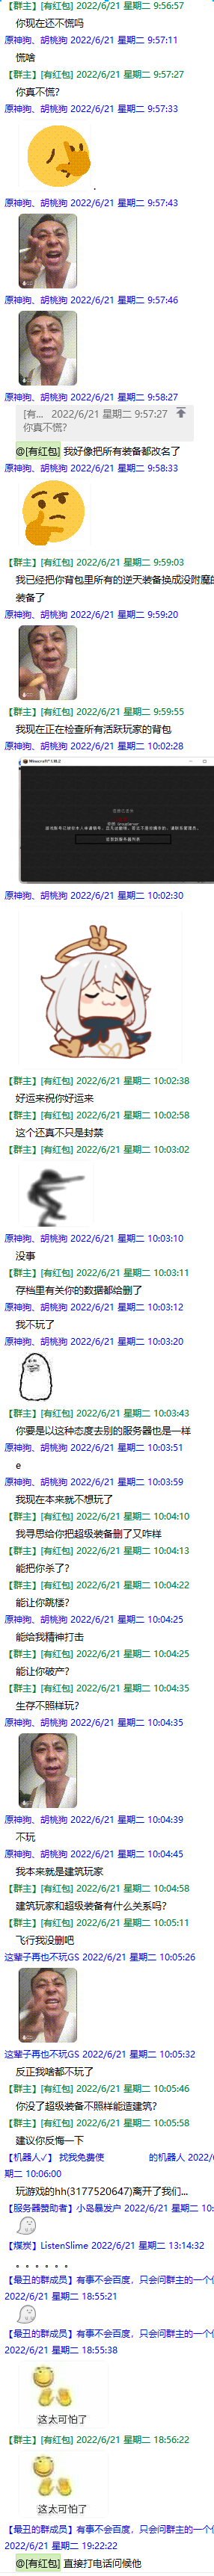 【群主】[有红包] 2022/6/21 星期二 9:56:57
你现在还不慌吗
原神狗、胡桃狗 2022/6/21 星期二 9:57:11
慌啥
【群主】[有红包] 2022/6/21 星期二 9:57:27
你真不慌?
原神狗、胡桃狗 2022/6/21 星期二 9:57:33
原神狗、胡桃狗 2022/6/21 星期二 9:57:43
原神狗、胡桃狗 2022/6/21 星期二 9:57:46
原神狗、胡桃狗 2022/6/21 星期二 9:58:27
[有... 2022/6/21 星期二 9:57:27
你真不慌?
@[有红包] 我好像把所有装备都改名了
原神狗、胡桃狗 2022/6/21 星期二 9:58:33
【群主】[有红包] 2022/6/21 星期二 9:59:03
我已经把你背包里所有的逆天装备换成没附魔的
装备了
原神狗、胡桃狗 2022/6/21 星期二 9:59:20
【群主】[有红包] 2022/6/21 星期二 9:59:55
我现在正在检查所有活跃玩家的背包
原神狗、胡桃狗 2022/6/21 星期二 10:02:28
原神狗、胡桃狗 2022/6/21 星期二 10:02:30
【群主】[有红包] 2022/6/21 星期二 10:02:38
好运来祝你好运来
【群主】[有红包] 2022/6/21 星期二 10:02:58
这个还真不只是封禁
【群主】[有红包] 2022/6/21 星期二 10:03:02
原神狗、胡桃狗 2022/6/21 星期二 10:03:10
没事
【群主】[有红包] 2022/6/21 星期二 10:03:11
存档里有关你的数据都给删了
原神狗、胡桃狗 2022/6/21 星期二 10:03:12
我不玩了
原神狗、胡桃狗 2022/6/21 星期二 10:03:20
【群主】[有红包] 2022/6/21 星期二 10:03:43
你要是以这种态度去别的服务器也是一样
原神狗、胡桃狗 2022/6/21 星期二 10:03:51
e
原神狗、胡桃狗 2022/6/21 星期二 10:03:59
我现在本来就不想玩了
【群主】[有红包] 2022/6/21 星期二 10:04:10
我寻思给你把超级装备删了又咋样
【群主】[有红包] 2022/6/21 星期二 10:04:13
能把你杀了?
【群主】[有红包] 2022/6/21 星期二 10:04:22
能让你跳楼?
原神狗、胡桃狗 2022/6/21 星期二 10:04:25
能给我精神打击
【群主】[有红包] 2022/6/21 星期二 10:04:25
能让你破产?
【群主】[有红包] 2022/6/21 星期二 10:04:35
生存不照样玩?
原神狗、胡桃狗 2022/6/21 星期二 10:04:35
原神狗、胡桃狗 2022/6/21 星期二 10:04:39
不玩
原神狗、胡桃狗 2022/6/21 星期二 10:04:45
我本来就是建筑玩家
【群主】[有红包] 2022/6/21 星期二 10:04:58
建筑玩家和超级装备有什么关系吗?
【群主】[有红包] 2022/6/21 星期二 10:05:11
飞行我没删吧
这辈子再也不玩GS 2022/6/21 星期二 10:05:26
这辈子再也不玩GS 2022/6/21 星期二 10:05:32
反正我啥都不玩了
【群主】[有红包] 2022/6/21 星期二 10:05:46
你没了超级装备不照样能造建筑?
【群主】[有红包] 2022/6/21 星期二 10:05:58
建议你反悔一下
【机器人✓】 找我免费使 的机器人 2022/6
期二 10:06:00
玩游戏的hh(3177520647)离开了我们...
【服务器赞助者】小岛暴发户 2022/6/21 星期二 10:
【煤炭】ListenSlime 2022/6/21 星期二 13:14:32
。。。。。。
【最丑的群成员】有事不会百度，只会问群主的一个
2022/6/21 星期二 18:55:21
【最丑的群成员】有事不会百度，只会问群主的一个
2022/6/21 星期二 18:55:38
这太可怕了
【群主】[有红包] 2022/6/21 星期二 18:56:22
这太可怕了
【最丑的群成员】有事不会百度，只会问群主的一个
2022/6/21 星期二 19:22:22
@[有红包] 直接打电话问候他